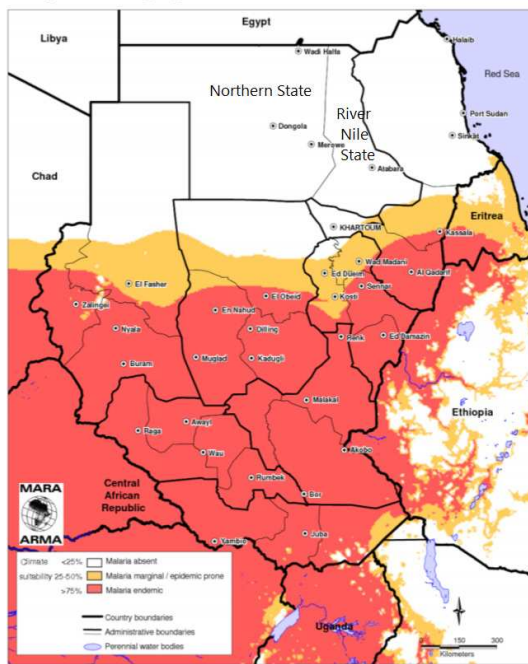 Egypt
Libya
Wadi Halfa
Halaib
Red Sea
Northern State
River
Nile
State
Port Sudan
Dongola
Sinkat
Merowe
Atabara
Chad
Eritrea
KHARTOUM
Kassala
Wad Madani
Ed Dueim
Al Qadarif
El Fasher
Sennar
El Obeid
Kosti
Zalingei
En Nahud
Nyala
Dilling
Renk
Ed Damazin
Muglad
Kadugli
Buram
Malakal
Ethiopia
Raga
Awayl
Wau
Akobo
Rumbek
Central
African
Republic
Bor
MARA
ARMA
Yambio
Juba
Climate <25% Malaria absent
suitability 25-50% Malaria marginal / epidemic prone
>75% Malaria endemic
Country boundaries
Administrative boundaries
Perennial water bodies
Uganda
0 150 300
Kilometers